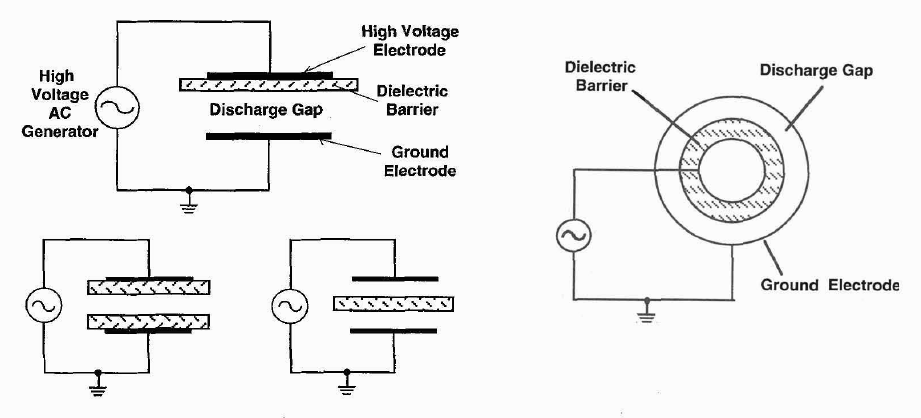 High Voltage
Electrode
High
Voltage
AC
Generator
Dielectric
Barrier
Discharge Gap
Ground
Electrode
Dielectric
Barrier
Discharge Gap
Ground Electrode